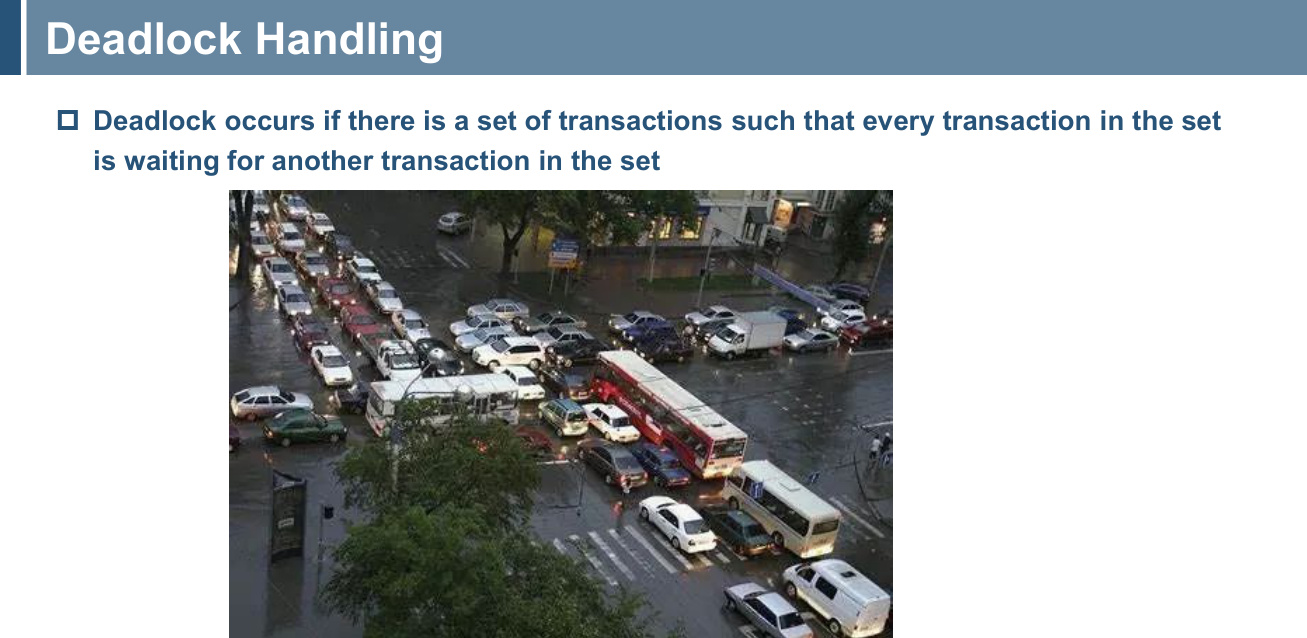 Deadlock Handling
Deadlock occurs if there is a set of transactions such that every transaction in the set
is waiting for another transaction in the set